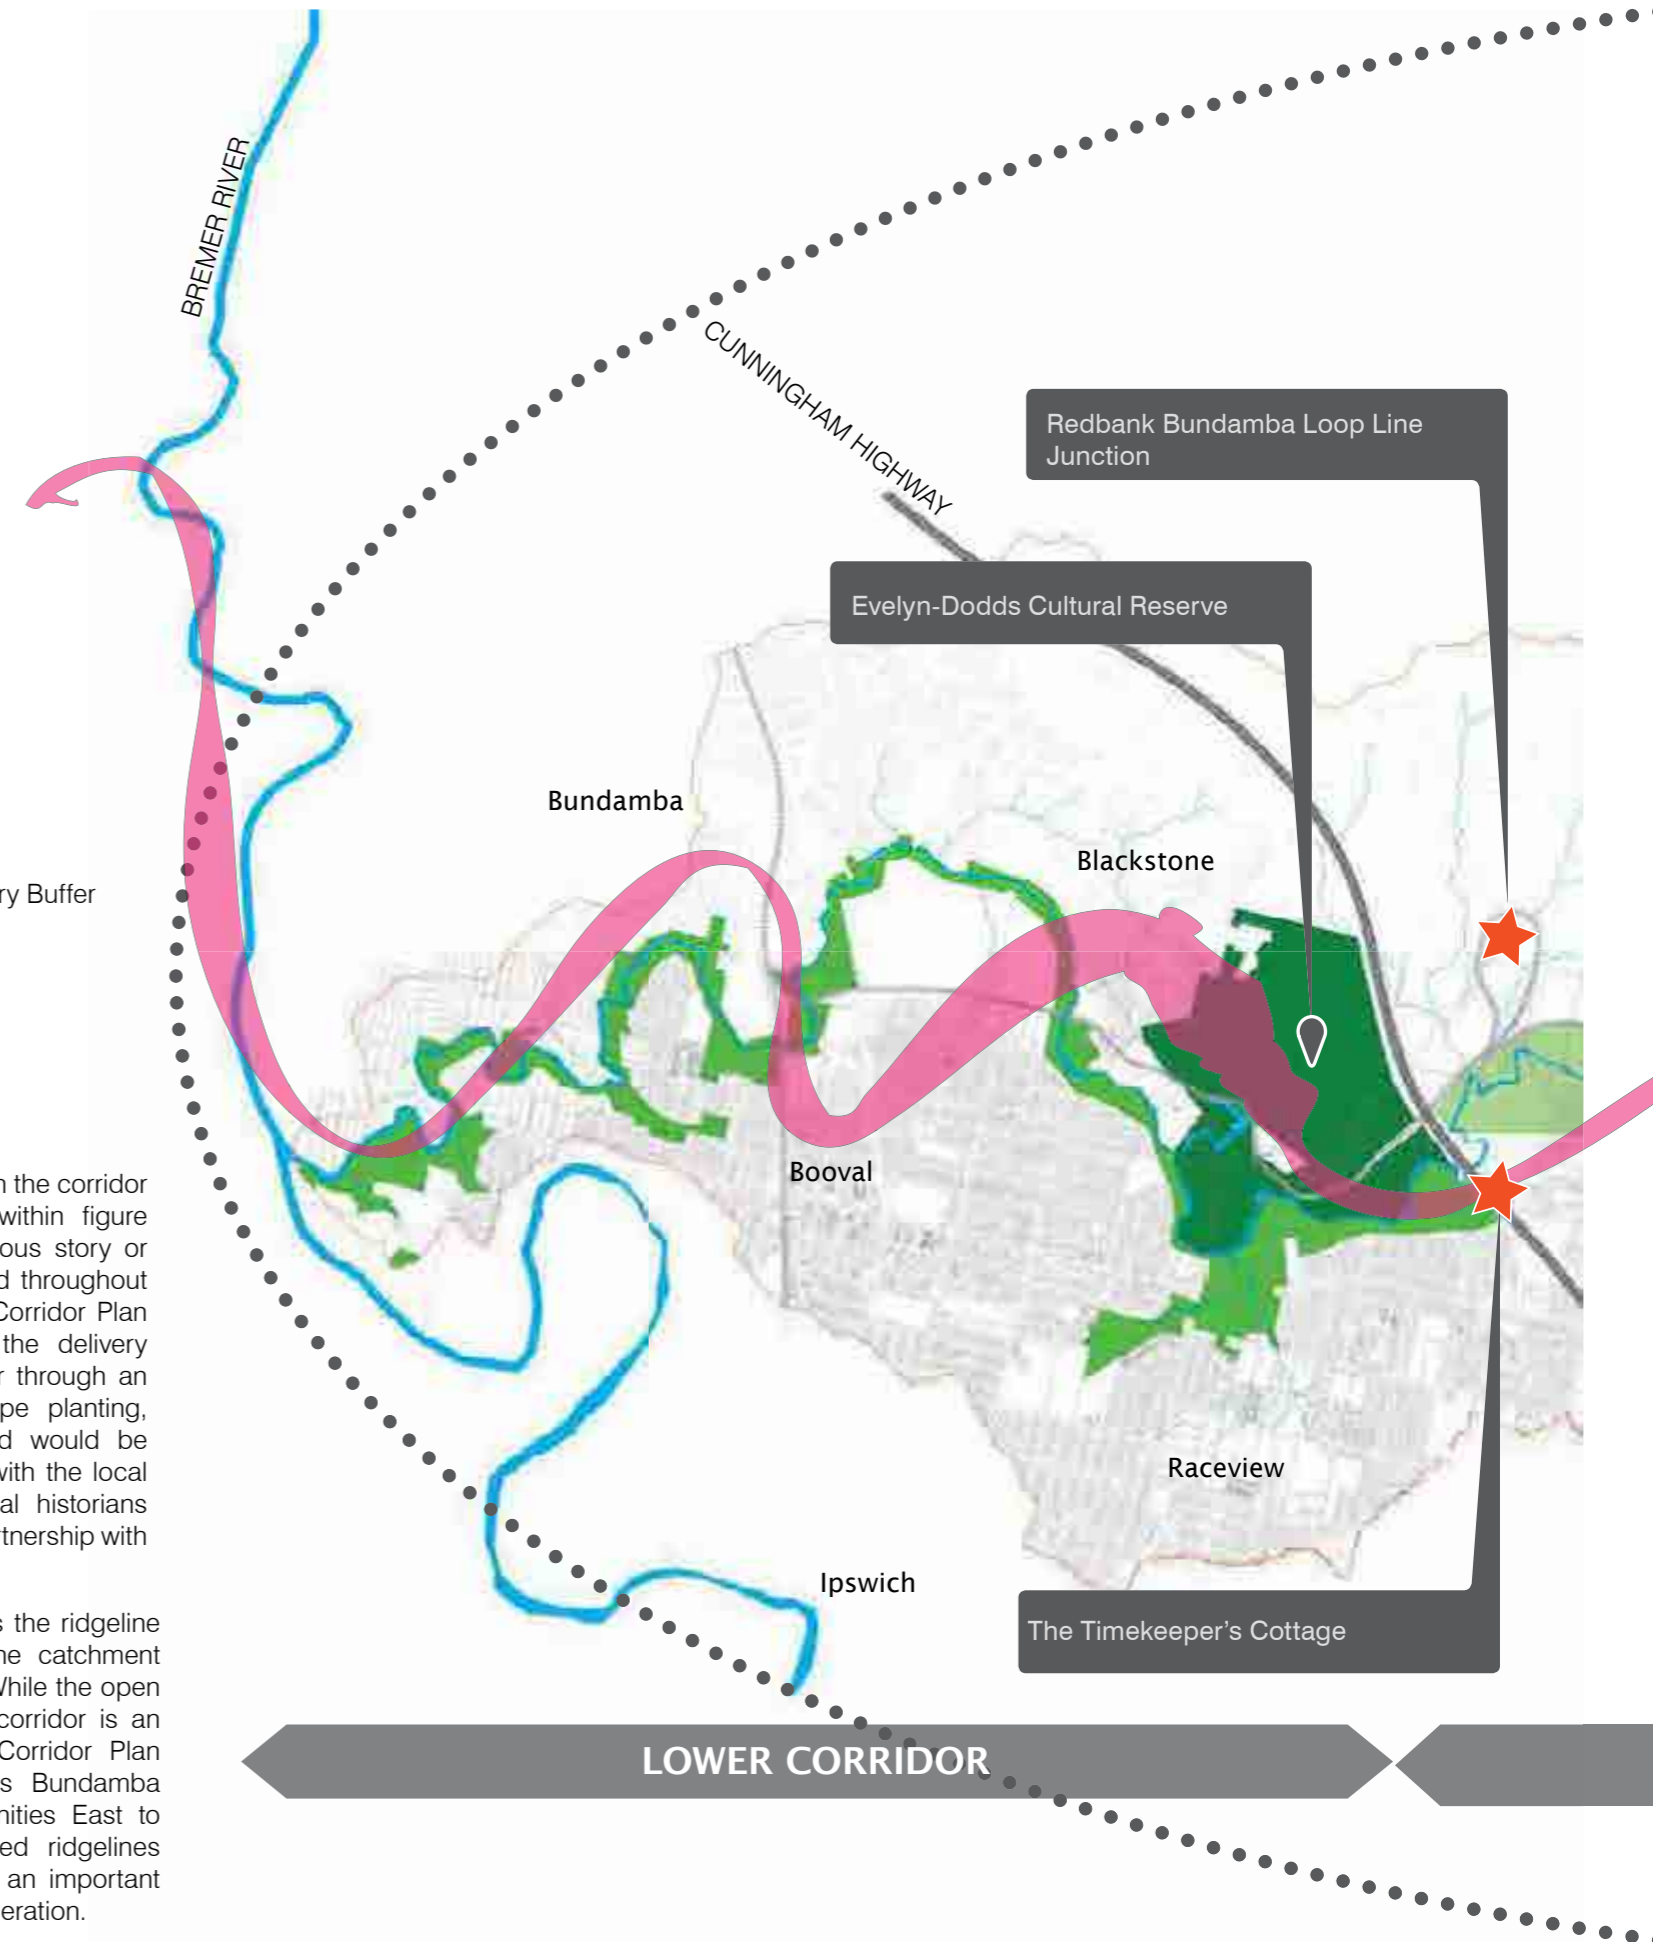 BREMER RIVER
CUNNINGHAM HIGHWAY
Redbank Bundamba Loop Line
Junction
Evelyn-Dodds Cultural Reserve
Bundamba
Blackstone
ry Buffer
Booval
n the corridor
within figure
ous story or
d throughout
Corridor Plan
the delivery
r through an
pe planting,
d would be
with the local
al historians
rtnership with
Raceview
Ipswich
The Timekeeper's Cottage
s the ridgeline
he catchment
While the open
corridor is an
Corridor Plan
s Bundamba
nities East to
ed ridgelines
an important
eration.
LOWER CORRIDOR